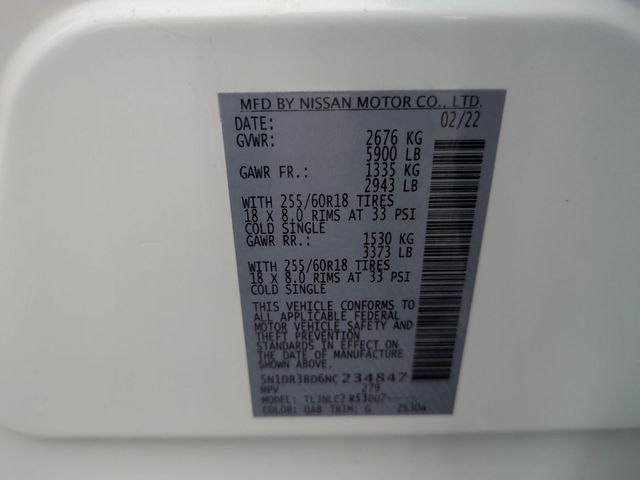 MFD BY NISSAN MOTOR CO., LTD.
DATE: 02/22
GVWR: 2676 KG
5900 LB
GAWR FR.: 1335 KG
2943 LB
WITH 255/60R18 TIRES
18 X 8.0 RIMS AT 33 PSI
COLD SINGLE
GAWR RR.: 1530 KG
3373 LB
WITH 255/60R18 TIRES
18 X 8.0 RIMS AT 33 PSI
COLD SINGLE
THIS VEHICLE CONFORMS TO
ALL APPLICABLE FEDERAL
MOTOR VEHICLE SAFETY AND
THEFT PREVENTION
STANDARDS IN EFFECT ON THE
DATE OF MANUFACTURE
SHOWN ABOVE.
5N1DR3BD6NC234847
MPV 279
MODEL:
COLOR: QAB TRIM: G 25304